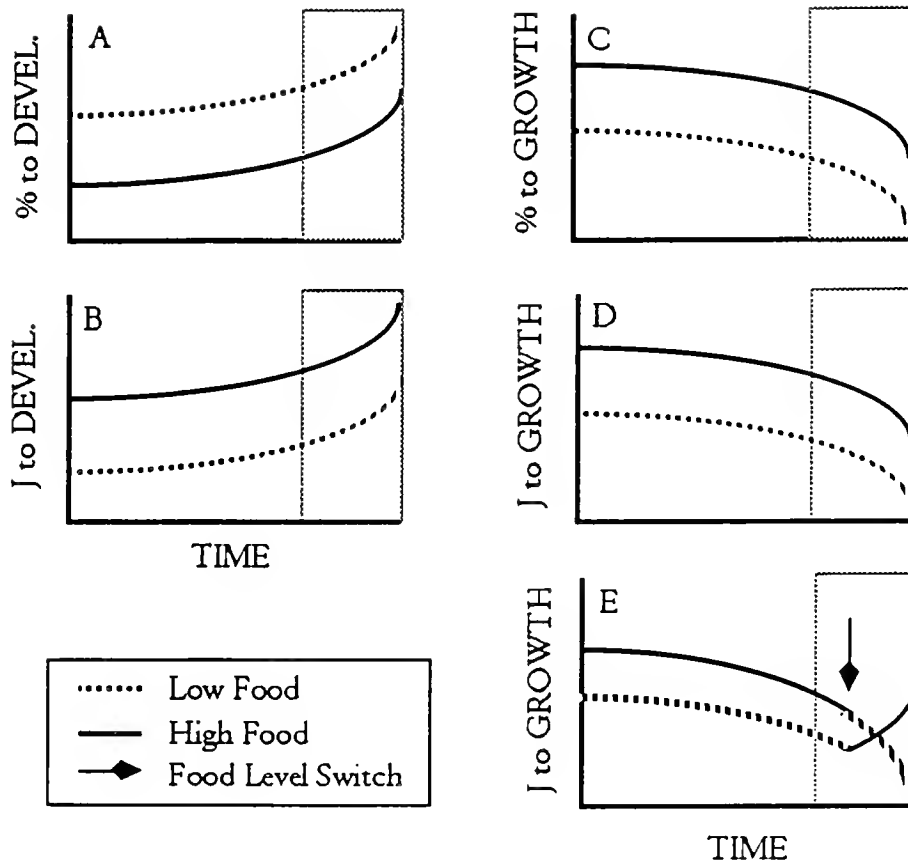 A
% to DEVEL.
C
% to GROWTH
B
J to DEVEL.
TIME
D
J to GROWTH
E
J to GROWTH
TIME
Low Food
High Food
Food Level Switch